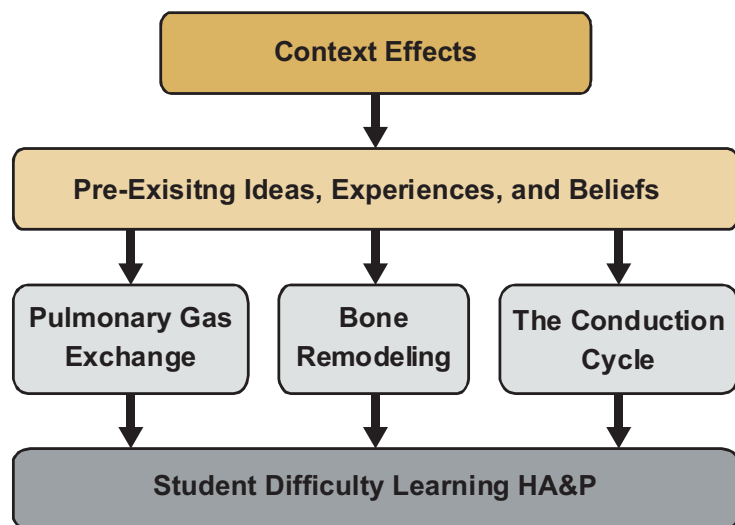 Context Effects
Pre-Exisitng Ideas, Experiences, and Beliefs
Pulmonary Gas
Exchange
Bone
Remodeling
The Conduction
Cycle
Student Difficulty Learning HA&P